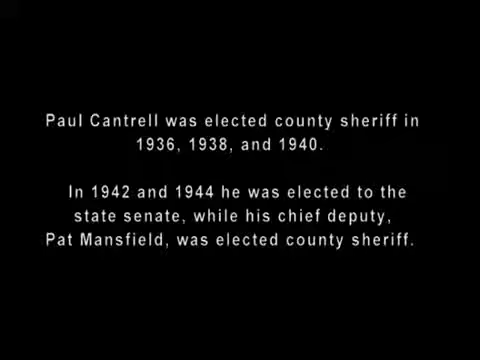 Paul Cantrell was elected county sheriff in
1936, 1938, and 1940.
In 1942 and 1944 he was elected to the
state senate, while his chief deputy,
Pat Mansfield, was elected county sheriff.